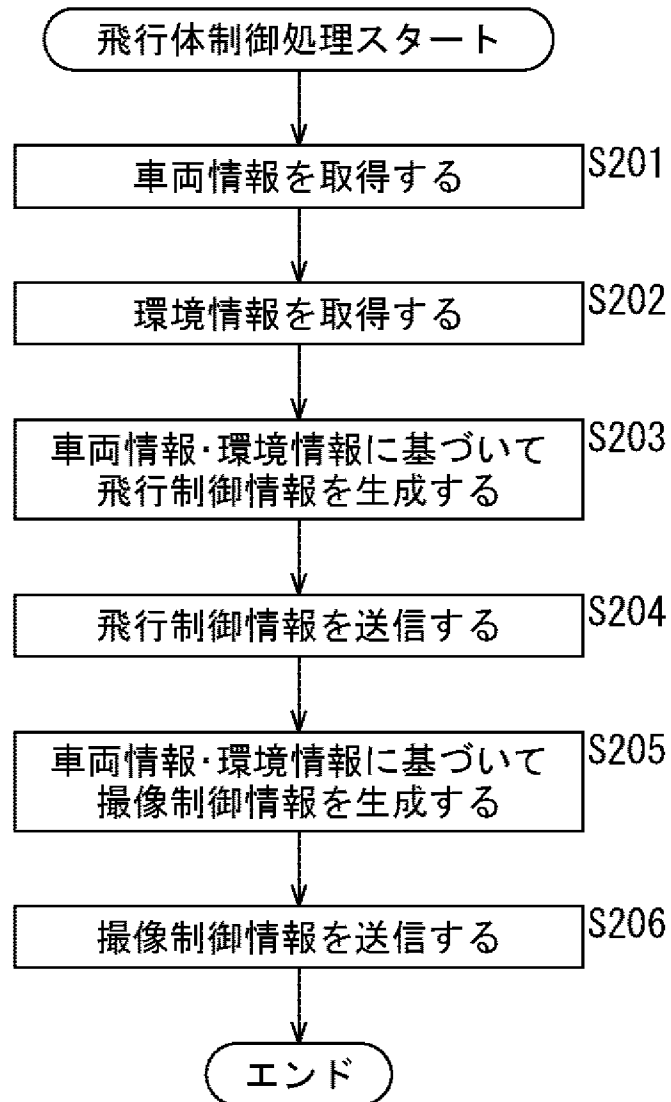 飛行体制御処理スタート
車両情報を取得する
S201
環境情報を取得する
S202
車両情報・環境情報に基づいて
飛行制御情報を生成する
S203
飛行制御情報を送信する
S204
車両情報・環境情報に基づいて
撮像制御情報を生成する
S205
撮像制御情報を送信する
S206
エンド